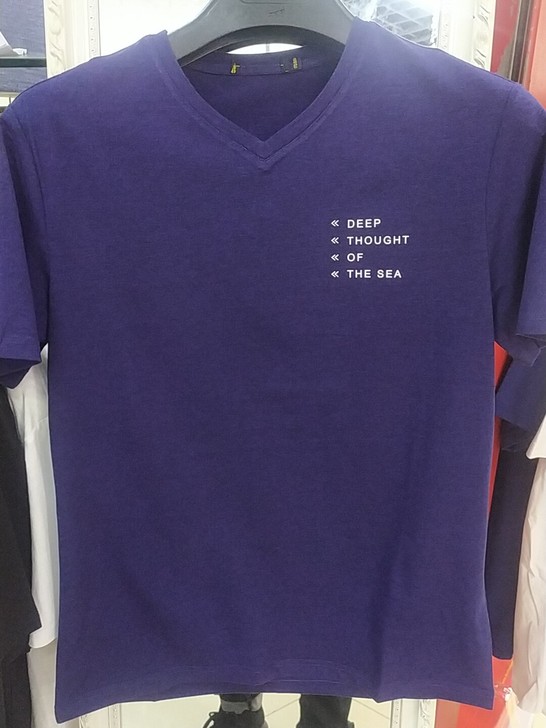 « DEEP
« THOUGHT
« OF
« THE SEA